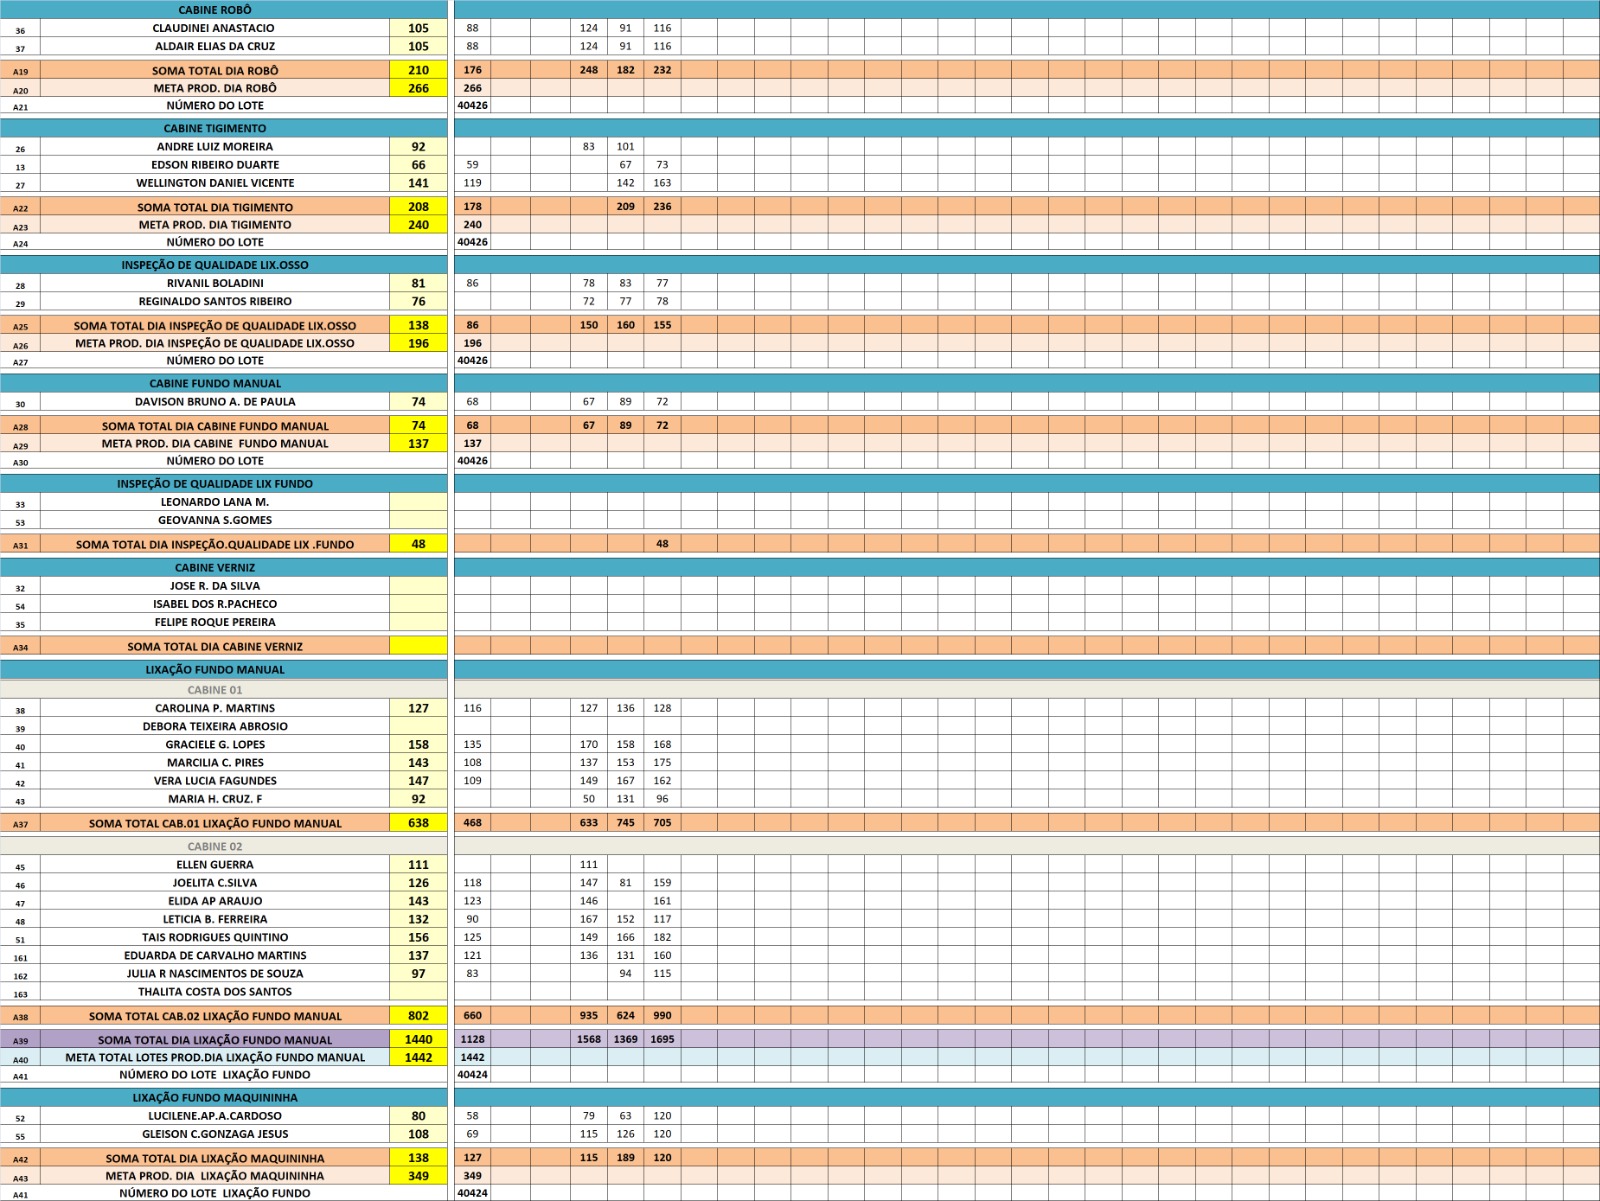 CABINE ROBÔ
36 CLAUDINEI ANASTACIO 105 88 124 91 116
37 ALDAIR ELIAS DA CRUZ 105 88 124 91 116
A19 SOMA TOTAL DIA ROBÔ 210 176 248 182 232
A20 META PROD. DIA ROBÔ 266 266
A21 NÚMERO DO LOTE 40426
CABINE TIGIMENTO
26 ANDRE LUIZ MOREIRA 92 83 101
13 EDSON RIBEIRO DUARTE 66 59 67 73
27 WELLINGTON DANIEL VICENTE 141 119 142 163
A22 SOMA TOTAL DIA TIGIMENTO 208 178 209 236
A23 META PROD. DIA TIGIMENTO 240 240
A24 NÚMERO DO LOTE 40426
INSPEÇÃO DE QUALIDADE LIX.OSSO
28 RIVANIL BOLADINI 81 86 78 83 77
29 REGINALDO SANTOS RIBEIRO 76 72 77 78
A25 SOMA TOTAL DIA INSPEÇÃO DE QUALIDADE LIX.OSSO 138 86 150 160 155
A26 META PROD. DIA INSPEÇÃO DE QUALIDADE LIX.OSSO 196 196
A27 NÚMERO DO LOTE 40426
CABINE FUNDO MANUAL
30 DAVISON BRUNO A. DE PAULA 74 68 67 89 72
A28 SOMA TOTAL DIA CABINE FUNDO MANUAL 74 68 67 89 72
A29 META PROD. DIA CABINE FUNDO MANUAL 137 137
A30 NÚMERO DO LOTE 40426
INSPEÇÃO DE QUALIDADE LIX FUNDO
33 LEONARDO LANA M.
53 GEOVANNA S.GOMES
A31 SOMA TOTAL DIA INSPEÇÃO.QUALIDADE LIX .FUNDO 48 48
CABINE VERNIZ
32 JOSE R. DA SILVA
54 ISABEL DOS R.PACHECO
35 FELIPE ROQUE PEREIRA
A34 SOMA TOTAL DIA CABINE VERNIZ
LIXAÇÃO FUNDO MANUAL
CABINE 01
38 CAROLINA P. MARTINS 127 116 127 136 128
39 DEBORA TEIXEIRA ABROSIO
40 GRACIELE G. LOPES 158 135 170 158 168
41 MARCILIA C. PIRES 143 108 137 153 175
42 VERA LUCIA FAGUNDES 147 109 149 167 162
43 MARIA H. CRUZ. F 92 50 131 96
A37 SOMA TOTAL CAB.01 LIXAÇÃO FUNDO MANUAL 638 468 633 745 705
CABINE 02
45 ELLEN GUERRA 111 111
46 JOELITA C.SILVA 126 118 147 81 159
47 ELIDA AP ARAUJO 143 123 146 161
48 LETICIA B. FERREIRA 132 90 167 152 117
51 TAIS RODRIGUES QUINTINO 156 125 149 166 182
161 EDUARDA DE CARVALHO MARTINS 137 121 136 131 160
162 JULIA R NASCIMENTOS DE SOUZA 97 83 94 115
163 THALITA COSTA DOS SANTOS
A38 SOMA TOTAL CAB.02 LIXAÇÃO FUNDO MANUAL 802 660 935 624 990
A39 SOMA TOTAL DIA LIXAÇÃO FUNDO MANUAL 1440 1128 1568 1369 1695
A40 META TOTAL LOTES PROD.DIA LIXAÇÃO FUNDO MANUAL 1442 1442
A41 NÚMERO DO LOTE LIXAÇÃO FUNDO 40424
LIXAÇÃO FUNDO MAQUININHA
52 LUCILENE.AP.A.CARDOSO 80 58 79 63 120
55 GLEISON C.GONZAGA JESUS 108 69 115 126 120
A42 SOMA TOTAL DIA LIXAÇÃO MAQUININHA 138 127 115 189 120
A43 META PROD. DIA LIXAÇÃO MAQUININHA 349 349
A41 NÚMERO DO LOTE LIXAÇÃO FUNDO 40424